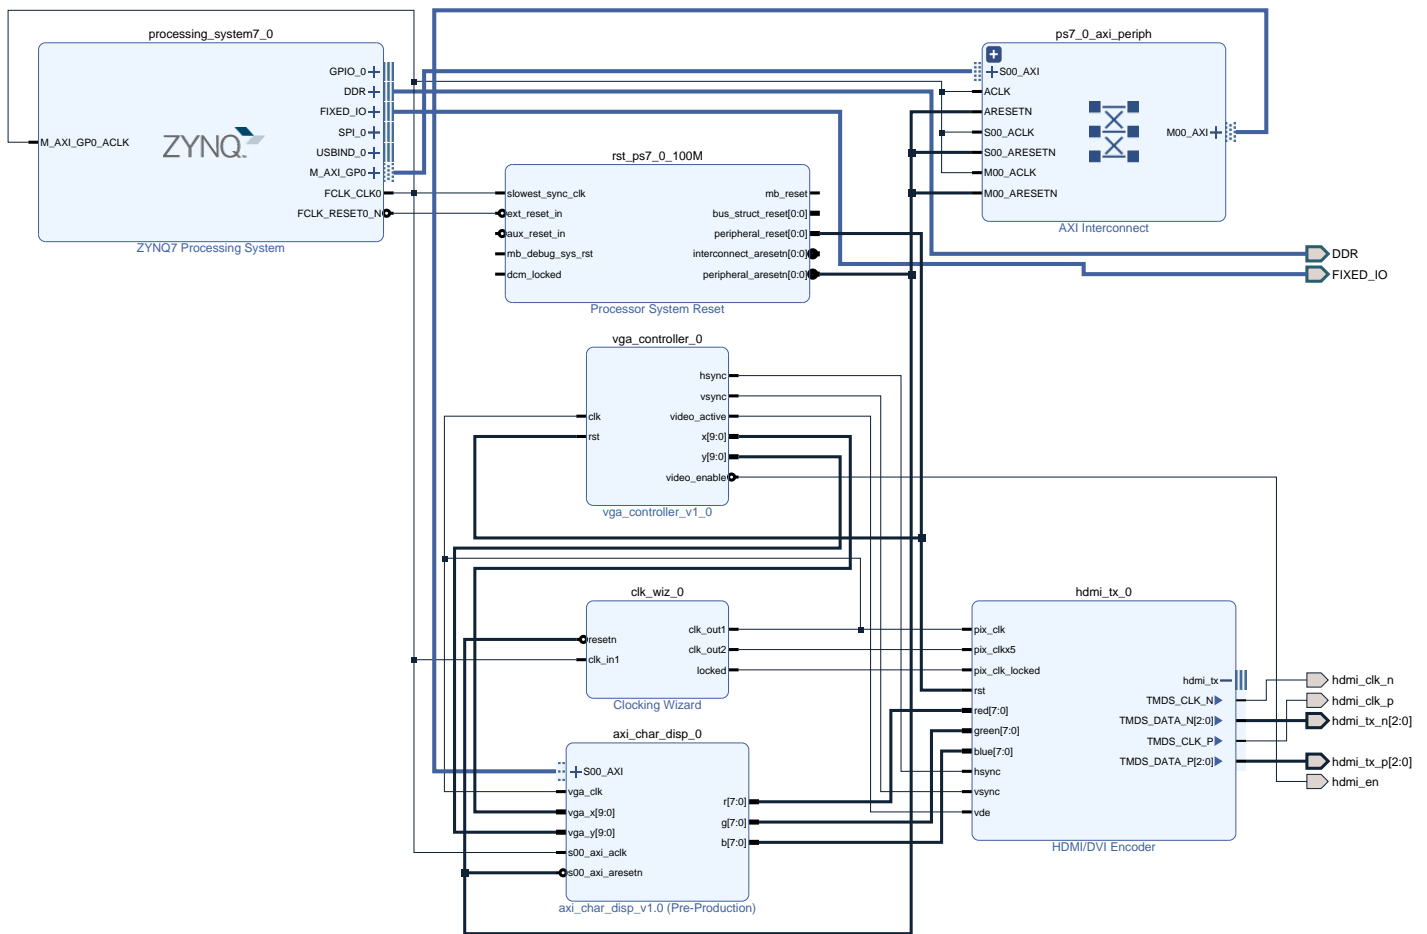 processing_system7_0
GPIO_0
DDR
FIXED_IO
SPI_0
USBIND_0
M_AXI_GP0
FCLK_CLK0
FCLK_RESET0_N
M_AXI_GP0_ACLK
ZYNQ
ZYNQ7 Processing System
rst_ps7_0_100M
slowest_sync_clk
ext_reset_in
aux_reset_in
mb_debug_sys_rst
dcm_locked
mb_reset
bus_struct_reset[0:0]
peripheral_reset[0:0]
interconnect_aresetn[0:0]
peripheral_aresetn[0:0]
Processor System Reset
ps7_0_axi_periph
S00_AXI
ACLK
ARESETN
S00_ACLK
S00_ARESETN
M00_ACLK
M00_ARESETN
M00_AXI
AXI Interconnect
DDR
FIXED_IO
vga_controller_0
clk
rst
hsync
vsync
video_active
x[9:0]
y[9:0]
video_enable
vga_controller_v1_0
clk_wiz_0
resetn
clk_in1
clk_out1
clk_out2
locked
Clocking Wizard
axi_char_disp_0
S00_AXI
vga_clk
vga_x[9:0]
vga_y[9:0]
s00_axi_aclk
s00_axi_aresetn
r[7:0]
g[7:0]
b[7:0]
axi_char_disp_v1.0 (Pre-Production)
hdmi_tx_0
pix_clk
pix_clkx5
pix_clk_locked
rst
red[7:0]
green[7:0]
blue[7:0]
hsync
vsync
vde
hdmi_tx
TMDS_CLK_N
TMDS_DATA_N[2:0]
TMDS_CLK_P
TMDS_DATA_P[2:0]
HDMI/DVI Encoder
hdmi_clk_n
hdmi_clk_p
hdmi_tx_n[2:0]
hdmi_tx_p[2:0]
hdmi_en